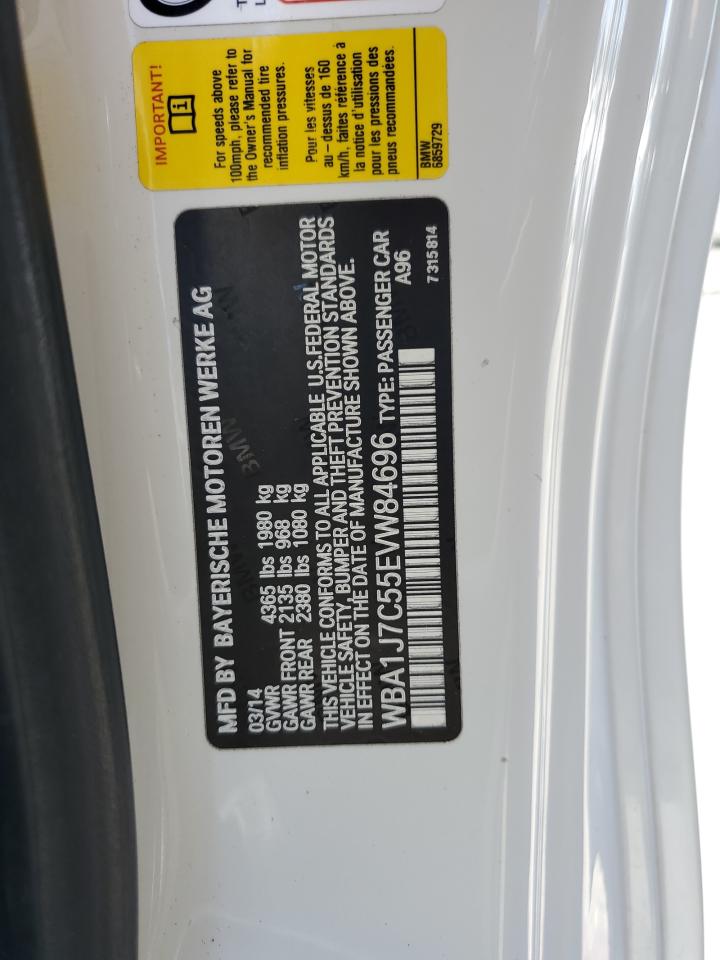 MFD BY BAYERISCHE MOTOREN WERKE AG
03/14
GVWR 4365 lbs 1980 kg
GAWR FRONT 2135 lbs 968 kg
GAWR REAR 2380 lbs 1080 kg
THIS VEHICLE CONFORMS TO ALL APPLICABLE U.S.FEDERAL MOTOR
VEHICLE SAFETY, BUMPER AND THEFT PREVENTION STANDARDS
IN EFFECT ON THE DATE OF MANUFACTURE SHOWN ABOVE.
WBA1J7C55EVW84696 TYPE: PASSENGER CAR
A96
7 315 814
IMPORTANT!
For speeds above
100mph, please refer to
the Owner's Manual for
recommended tire
inflation pressures.
Pour les vitesses
au – dessus de 160
km/h, faites référence à
la notice d'utilisation
pour les pressions des
pneus recommandées.
BMW
6859729